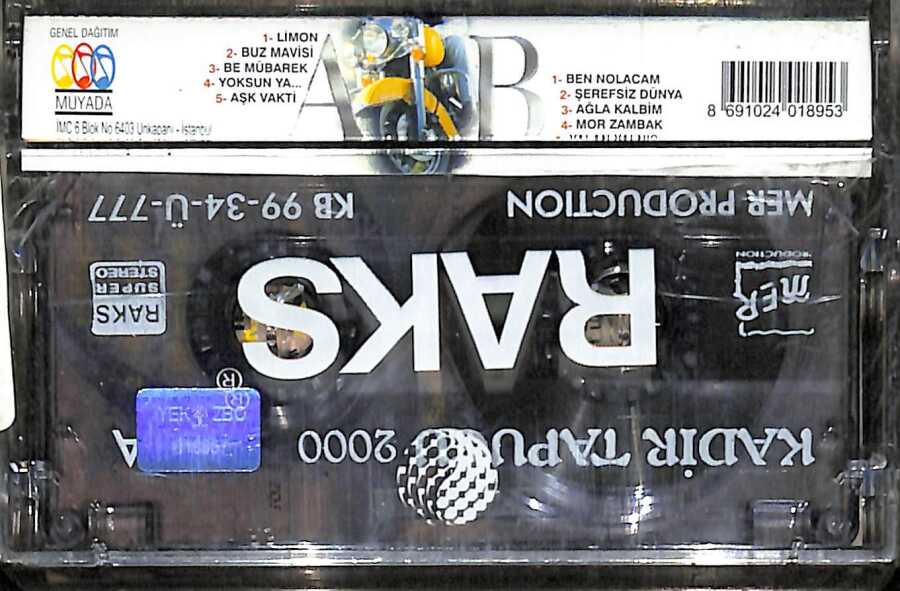 GENEL DAĞITIM
MUYADA
IMC 6 Blok No 6403 Unkapanı - İstanbul
1- LİMON
2- BUZ MAVİSİ
3- BE MÜBAREK
4- YOKSUN YA...
5- AŞK VAKTİ
A B
1- BEN NOLACAM
2- ŞEREFSİZ DÜNYA
3- AĞLA KALBİM
4- MOR ZAMBAK
8 691024 018953
KB 99-34-Ü-777
MER PRODUCTION
RAKS
SUPER
STEREO
RAKS ®
MER
PRODUCTION
KADİR TAPUCU 2000
A